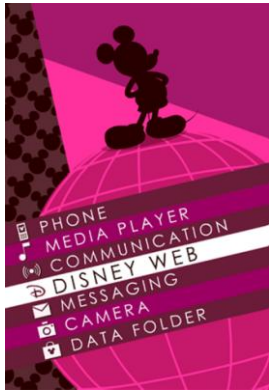 PHONE
MEDIA PLAYER
COMMUNICATION
DISNEY WEB
MESSAGING
CAMERA
DATA FOLDER